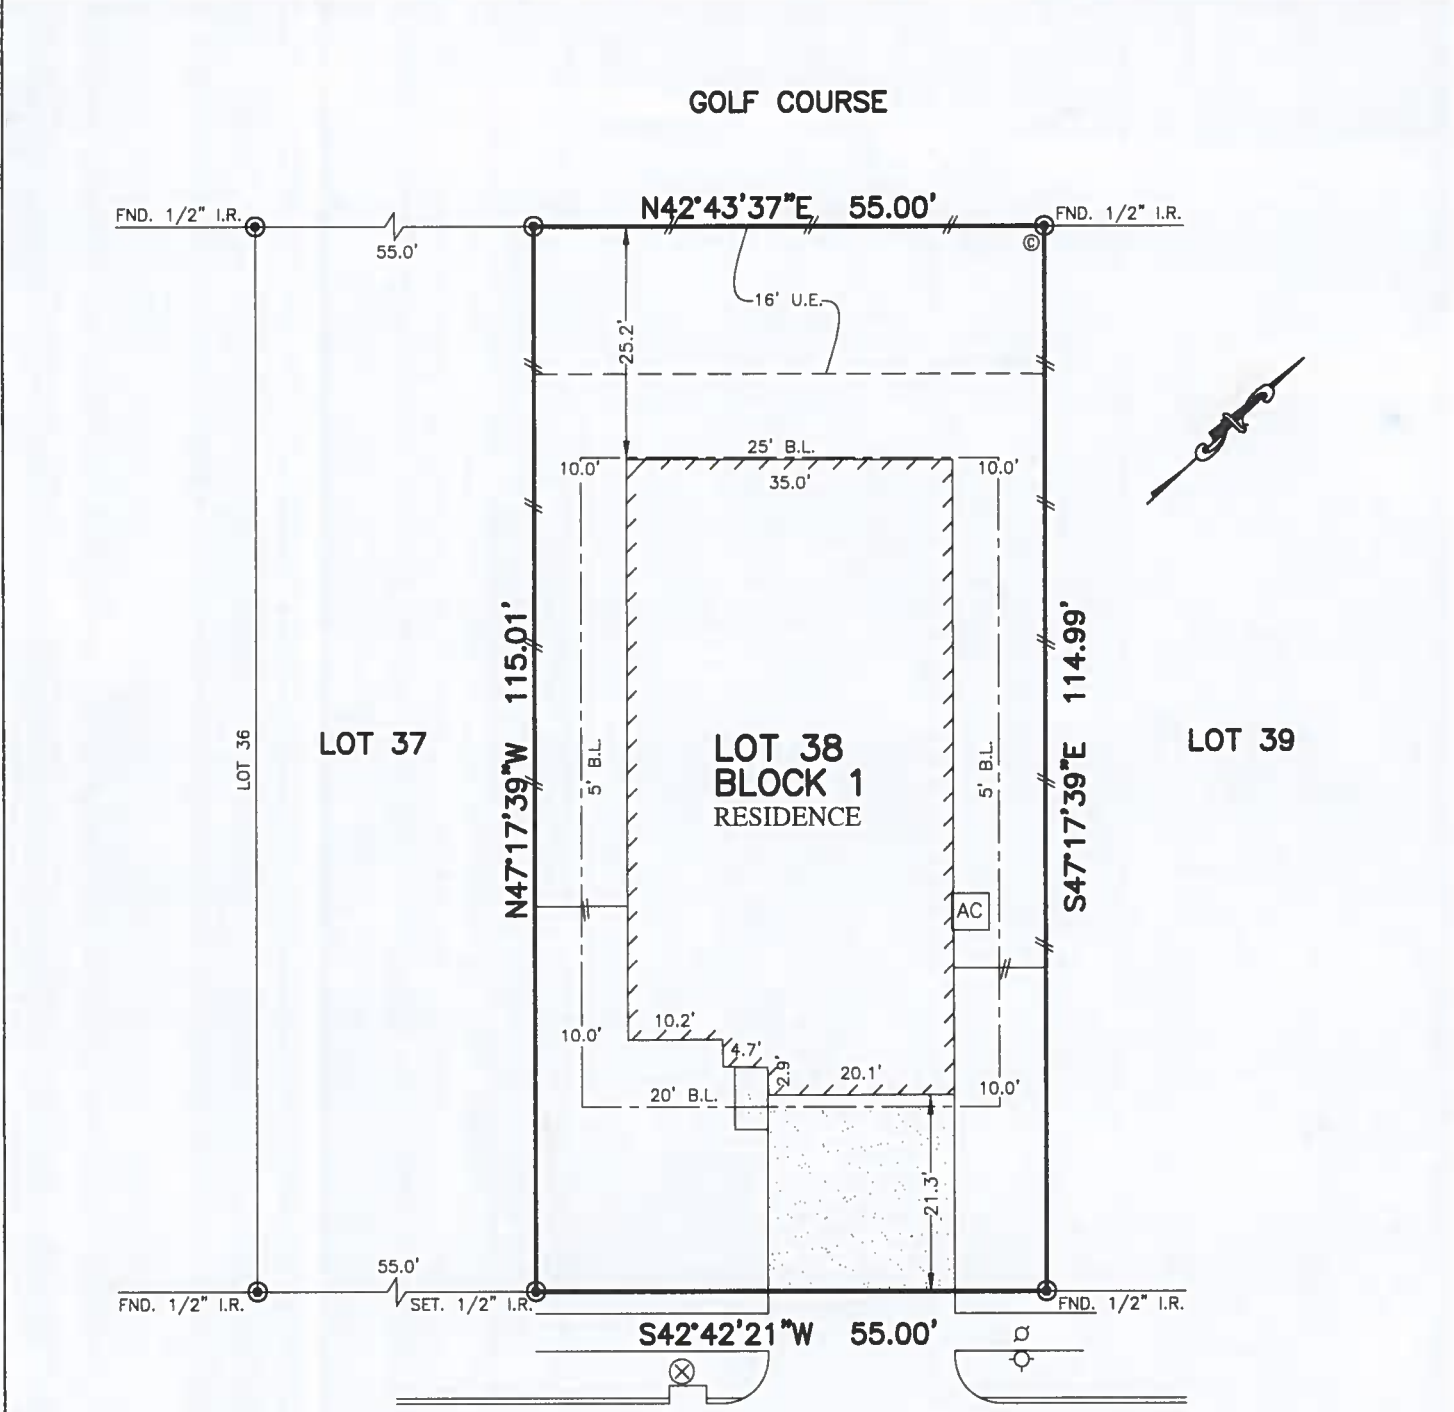 GOLF COURSE
N42°43'37"E 55.00'
FND. 1/2" I.R.
FND. 1/2" I.R.
55.0'
©
16' U.E.
25.2'
25' B.L.
10.0'
35.0'
10.0'
N47°17'39"W 115.01'
S47°17'39"E 114.99'
LOT 36
LOT 37
5' B.L.
LOT 38
BLOCK 1
RESIDENCE
5' B.L.
LOT 39
AC
10.2'
10.0'
4.7'
2.9'
20.1'
10.0'
20' B.L.
21.3'
55.0'
FND. 1/2" I.R.
SET. 1/2" I.R.
FND. 1/2" I.R.
S42°42'21"W 55.00'